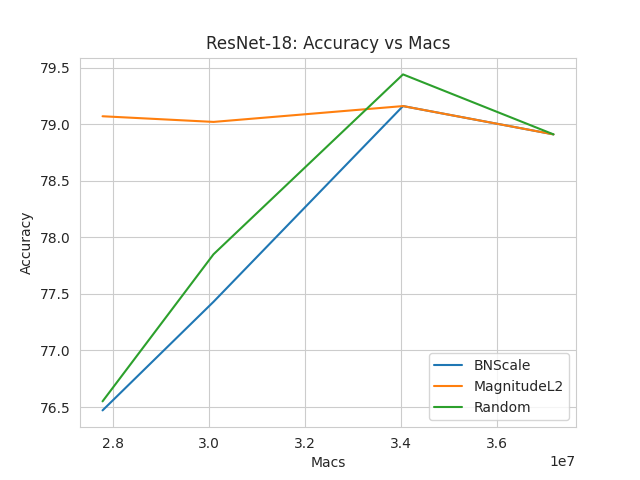 ResNet-18: Accuracy vs Macs
79.5
79.0
78.5
78.0
77.5
77.0
76.5
Accuracy
BNScale
MagnitudeL2
Random
2.8 3.0 3.2 3.4 3.6
Macs
1e7